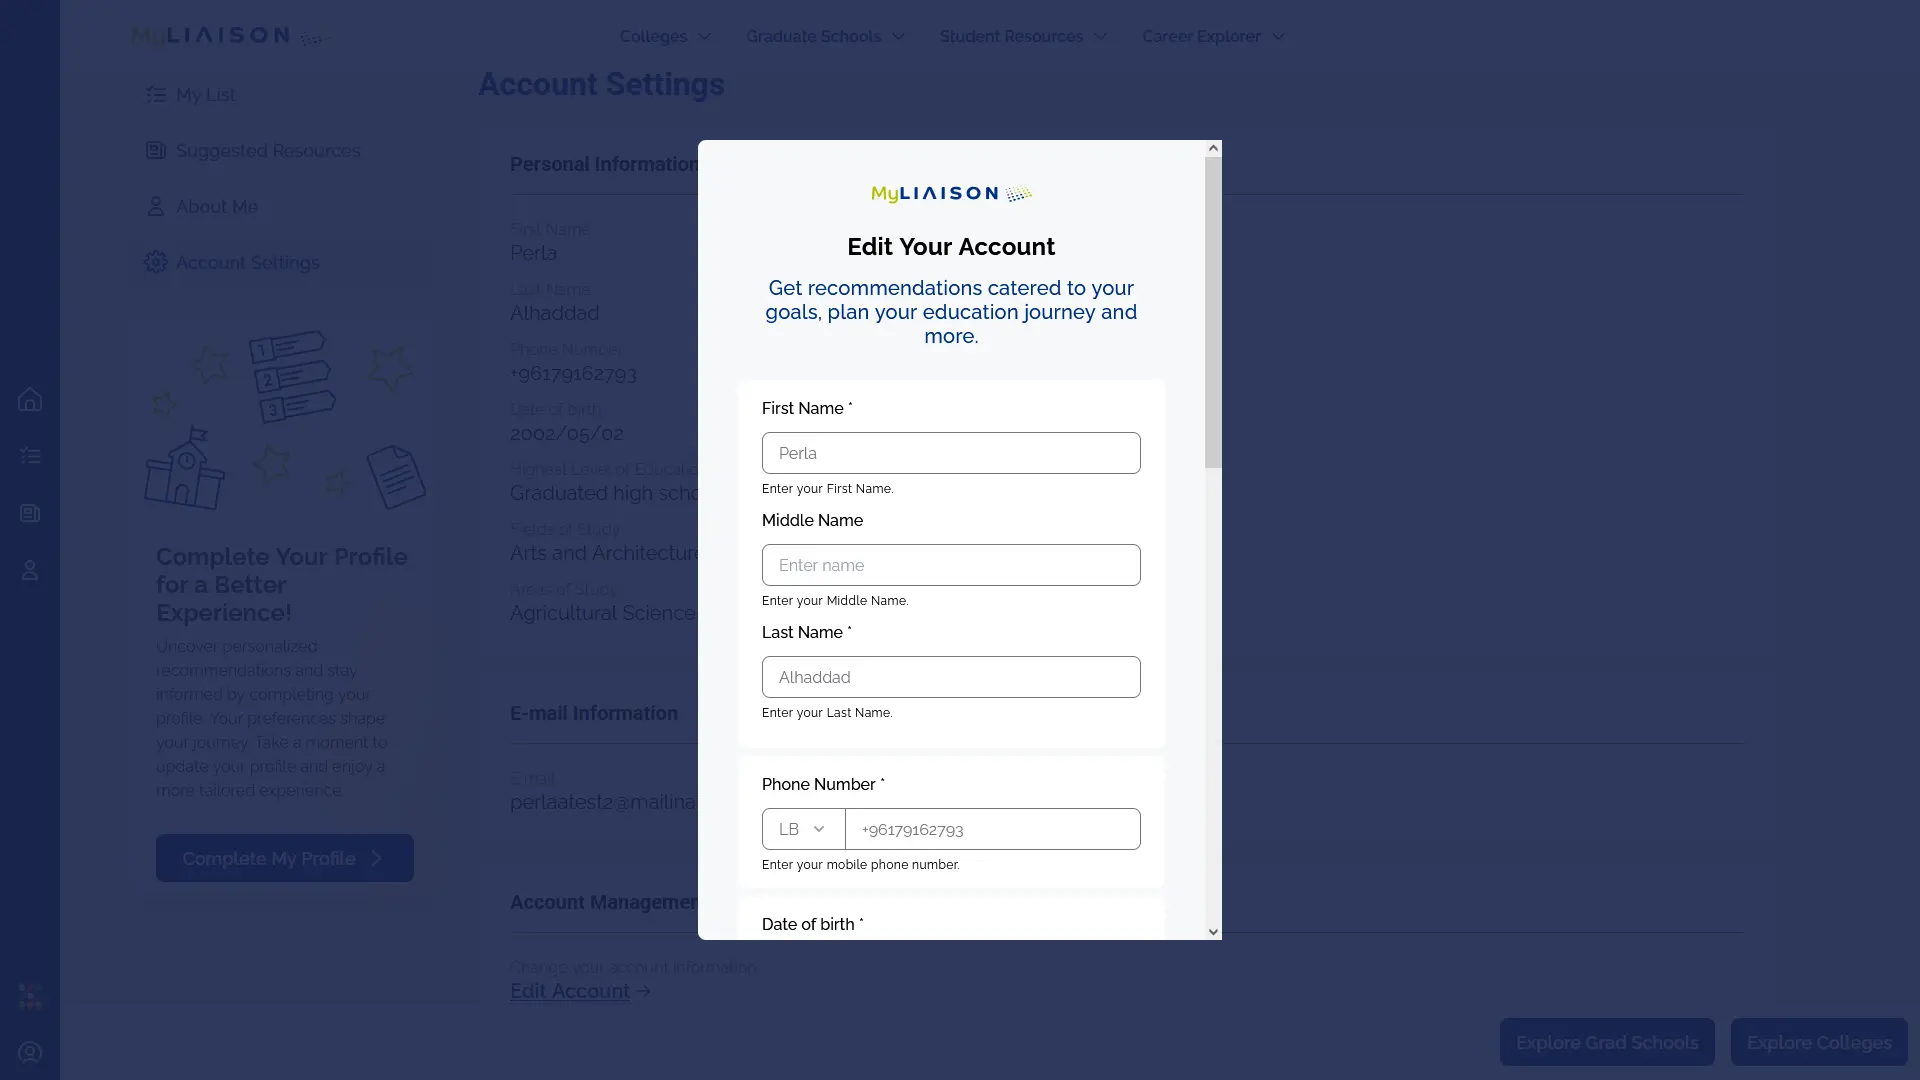 MyLIAISON
Colleges
Graduate Schools
Student Resources
Career Explorer
My List
Suggested Resources
About Me
Account Settings
1
2
3
Complete Your Profile
for a Better
Experience!
Uncover personalized
recommendations and stay
informed by completing your
profile. Your preferences shape
your journey. Take a moment to
update your profile and enjoy a
more tailored experience.
Complete My Profile
Account Settings
Personal Information
First Name
Perla
Last Name
Alhaddad
Phone Number
+96179162793
Date of birth
2002/05/02
Highest Level of Educatio
Graduated high scho
Fields of Study
Arts and Architecture
Areas of Study
Agricultural Science
E-mail Information
E-mail
perlaatest2@mailina
Account Managemen
Change your account information
Edit Account
MyLIAISON
Edit Your Account
Get recommendations catered to your
goals, plan your education journey and
more.
First Name *
Perla
Enter your First Name.
Middle Name
Enter name
Enter your Middle Name.
Last Name *
Alhaddad
Enter your Last Name.
Phone Number *
LB
+96179162793
Enter your mobile phone number.
Date of birth *
Explore Grad Schools
Explore Colleges